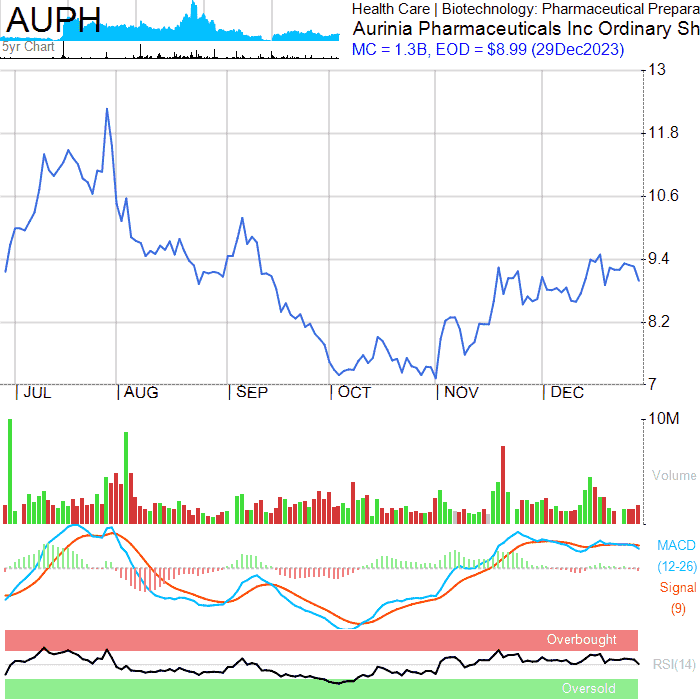 AUPH
5yr Chart
Health Care | Biotechnology: Pharmaceutical Prepara
Aurinia Pharmaceuticals Inc Ordinary Sh
MC = 1.3B, EOD = $8.99 (29Dec2023)
13
11.8
10.6
9.4
8.2
7
JUL AUG SEP OCT NOV DEC
10M
Volume
MACD
(12-26)
Signal
(9)
Overbought
RSI(14)
Oversold